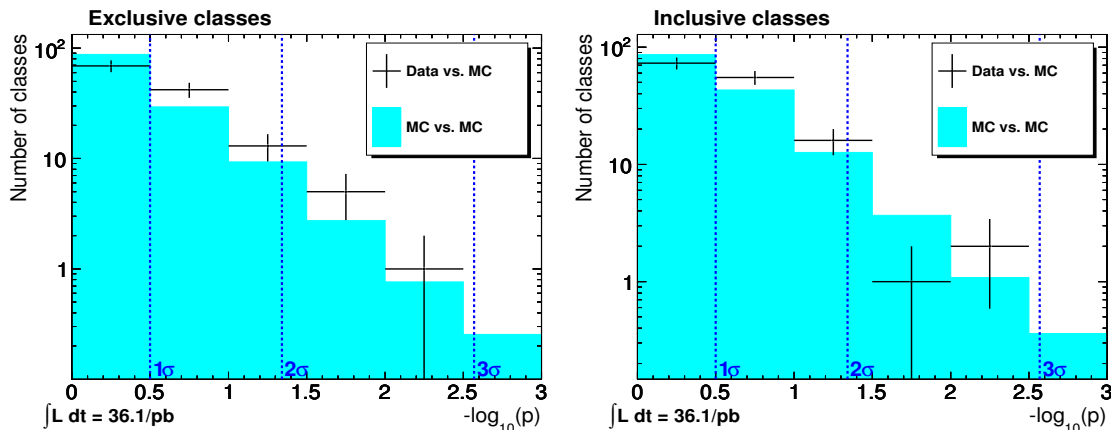 Exclusive classes
Number of classes
10²
10
1
Data vs. MC
MC vs. MC
1σ
2σ
3σ
0 0.5 1 1.5 2 2.5 3
∫L dt = 36.1/pb
-log₁₀(p)
Inclusive classes
Number of classes
10²
10
1
Data vs. MC
MC vs. MC
1σ
2σ
3σ
0 0.5 1 1.5 2 2.5 3
∫L dt = 36.1/pb
-log₁₀(p)